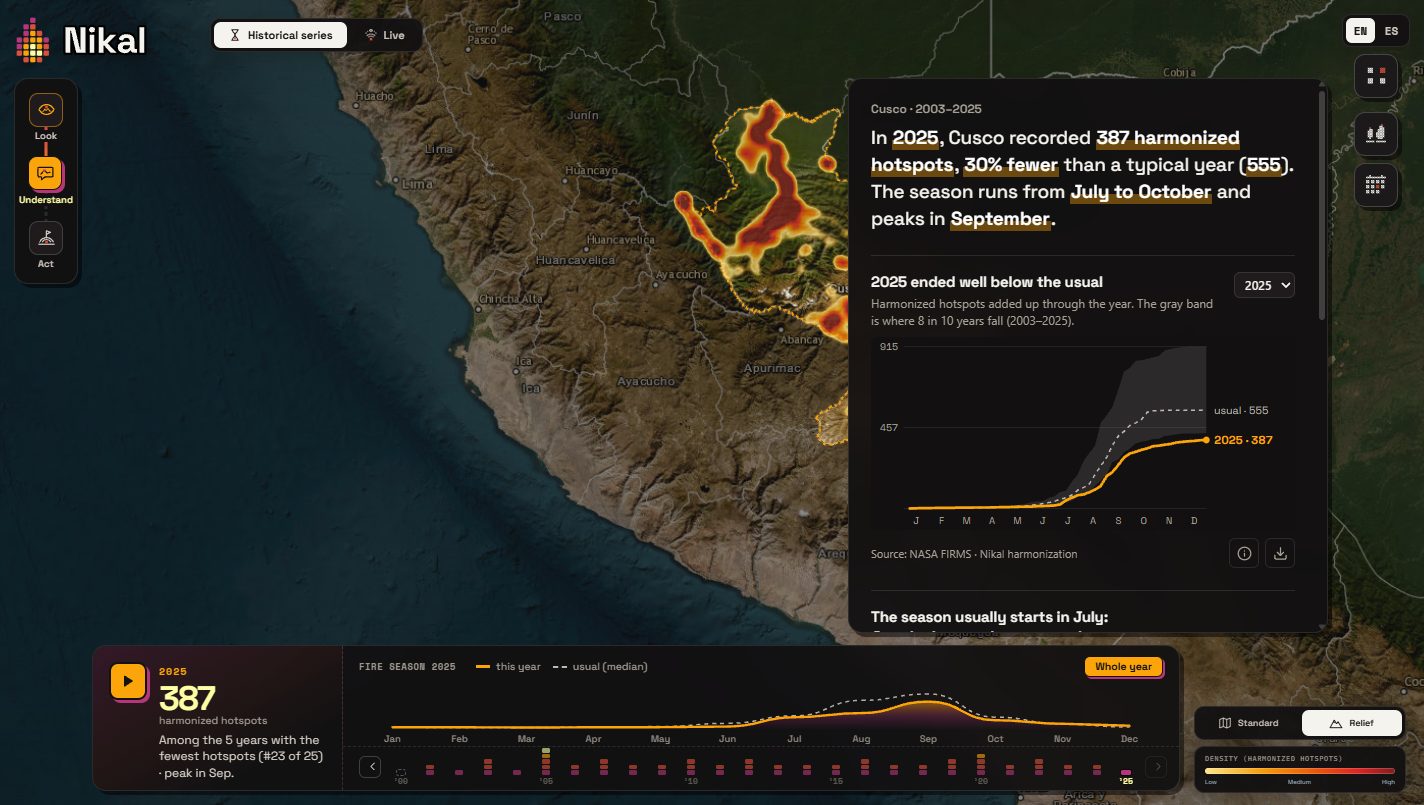 Nikal
Historical series
Live
EN
ES
Look
Understand
Act
Pasco
Cerro de
Pasco
Cobija
Huacho
Junín
Lima
Lima
Huancayo
Huancavelica
Huancavelica
Ayacucho
Chincha Alta
Abancay
Ica
Ica
Ayacucho
Apurimac
Cusco · 2003–2025
In 2025, Cusco recorded 387 harmonized
hotspots, 30% fewer than a typical year (555).
The season runs from July to October and
peaks in September.
2025 ended well below the usual
2025
Harmonized hotspots added up through the year. The gray band
is where 8 in 10 years fall (2003–2025).
915
457
usual · 555
2025 · 387
J F M A M J J A S O N D
Source: NASA FIRMS · Nikal harmonization
The season usually starts in July:
2025
387
harmonized hotspots
Among the 5 years with the
fewest hotspots (#23 of 25)
· peak in Sep.
FIRE SEASON 2025
this year
usual (median)
Whole year
Jan Feb Mar Apr May Jun Jul Aug Sep Oct Nov Dec
'00 '05 '10 '15 '20 '25
Standard
Relief
DENSITY (HARMONIZED HOTSPOTS)
Low Medium High